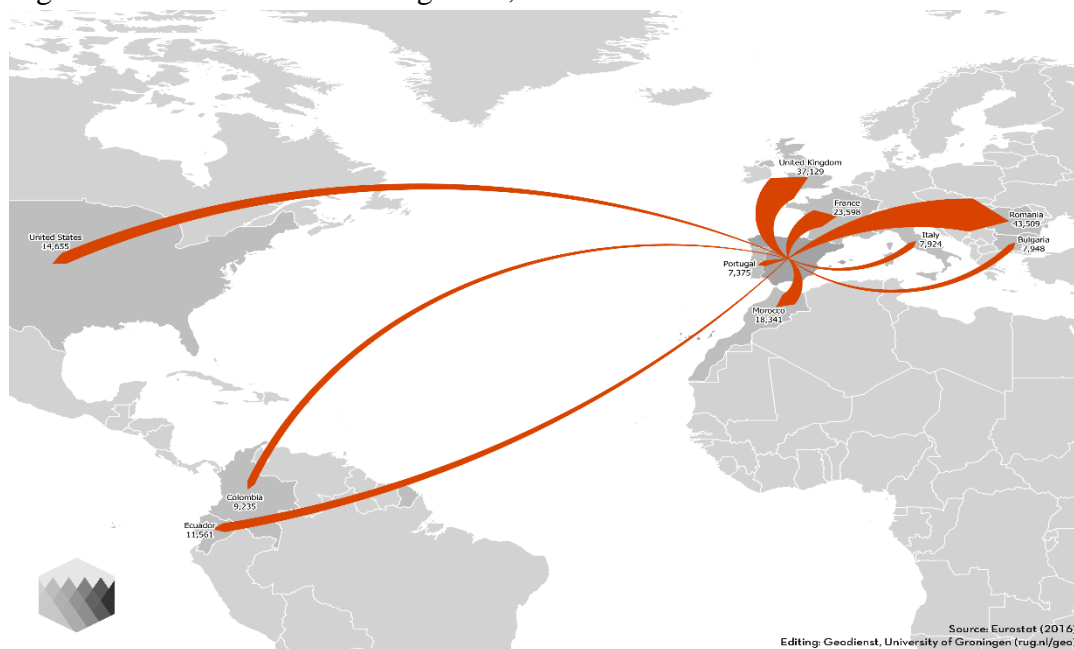 United Kingdom
37,129
France
23,598
Romania
43,509
United States
14,655
Italy
7,924
Bulgaria
7,948
Portugal
7,375
Morocco
18,341
Colombia
9,235
Ecuador
11,561
Source: Eurostat (2016)
Editing: Geodienst, University of Groningen (rug.nl/geo)